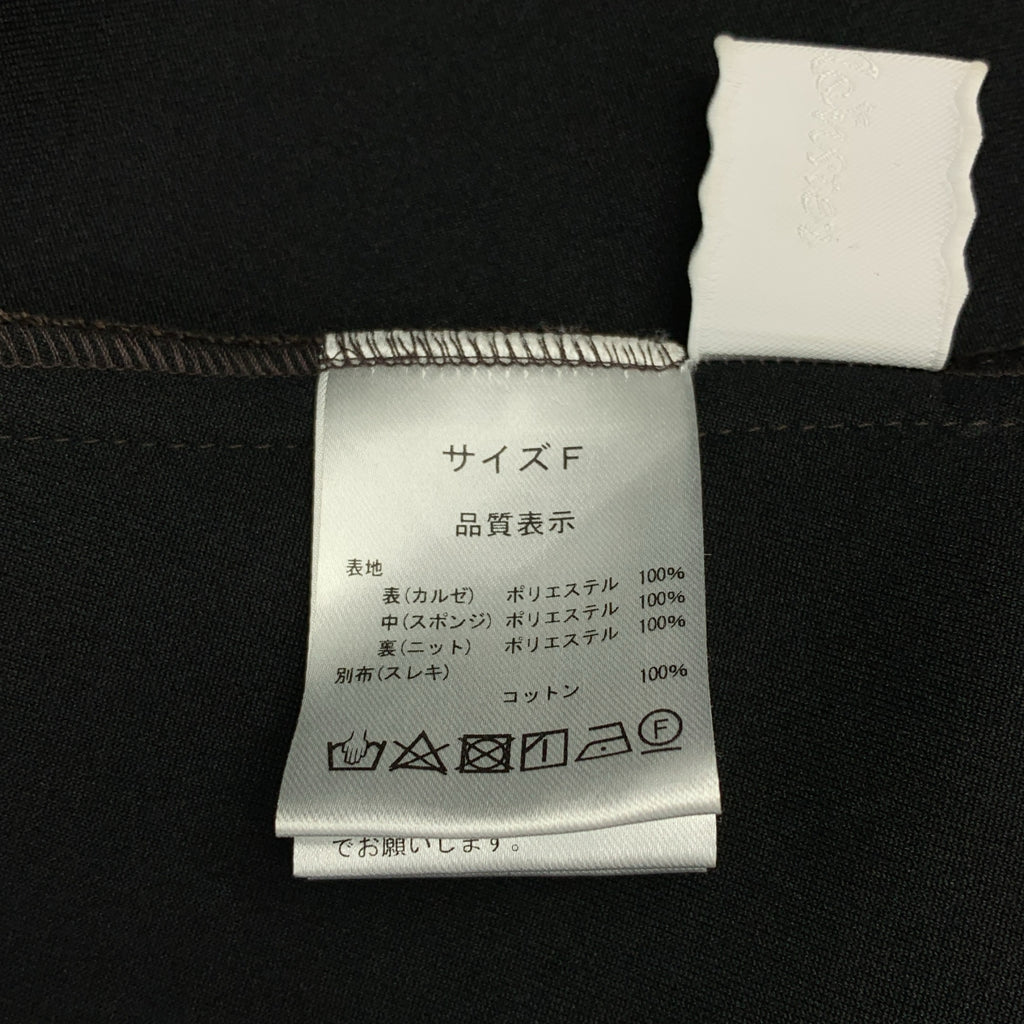 サイズF
品質表示
表地
表(カルゼ) ポリエステル 100%
中(スポンジ) ポリエステル 100%
裏(ニット) ポリエステル 100%
別布(スレキ)
コットン 100%
F
でお願いします。